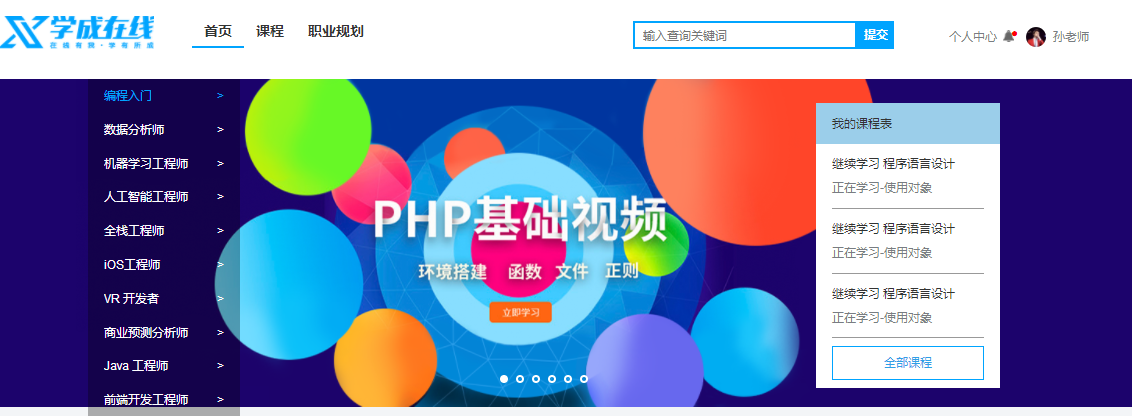 学成在线
在线有我·学有所成
首页 课程 职业规划
输入查询关键词 提交
个人中心 孙老师
编程入门 >
数据分析师 >
机器学习工程师 >
人工智能工程师 >
全栈工程师 >
iOS工程师 >
VR 开发者 >
商业预测分析师 >
Java 工程师 >
前端开发工程师 >
PHP基础视频
环境搭建 函数 文件 正则
立即学习
我的课程表
继续学习 程序语言设计
正在学习-使用对象
继续学习 程序语言设计
正在学习-使用对象
继续学习 程序语言设计
正在学习-使用对象
全部课程